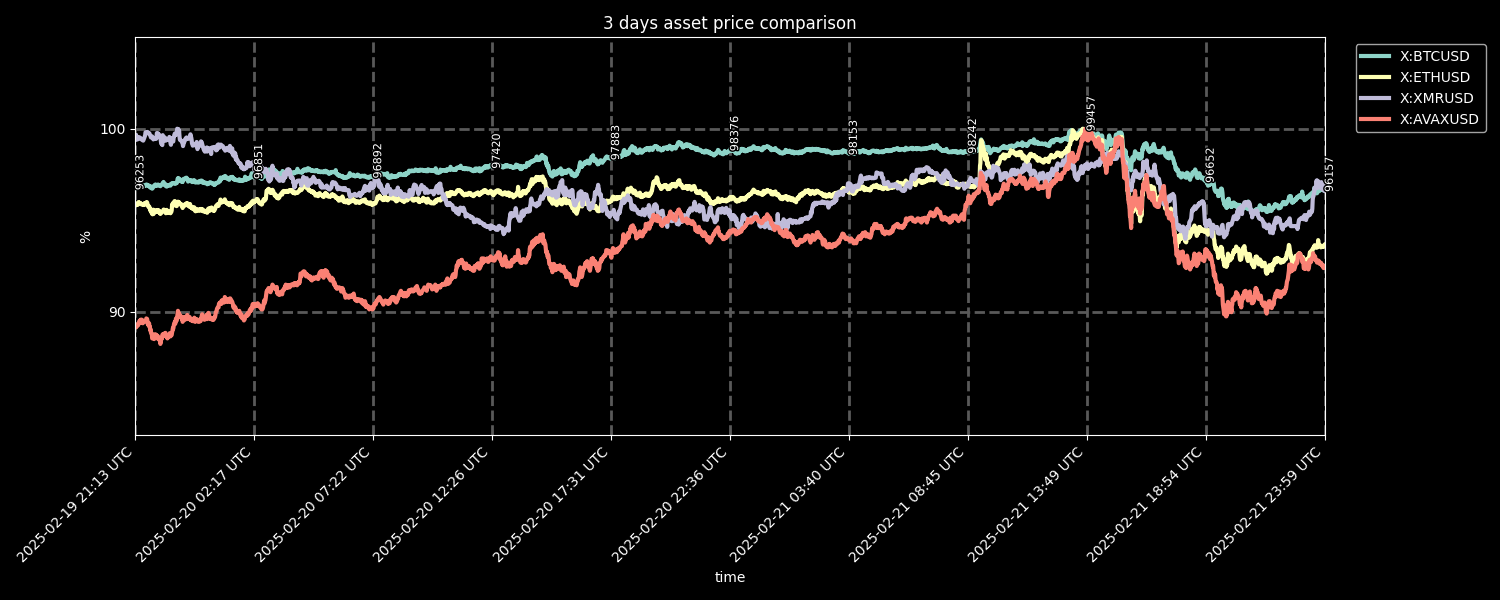 3 days asset price comparison
X:BTCUSD
X:ETHUSD
X:XMRUSD
X:AVAXUSD
100
90
%
96253
96851
96892
97420
97883
98376
98153
98242
99457
96652
96157
2025-02-19 21:13 UTC
2025-02-20 02:17 UTC
2025-02-20 07:22 UTC
2025-02-20 12:26 UTC
2025-02-20 17:31 UTC
2025-02-20 22:36 UTC
2025-02-21 03:40 UTC
2025-02-21 08:45 UTC
2025-02-21 13:49 UTC
2025-02-21 18:54 UTC
2025-02-21 23:59 UTC
time